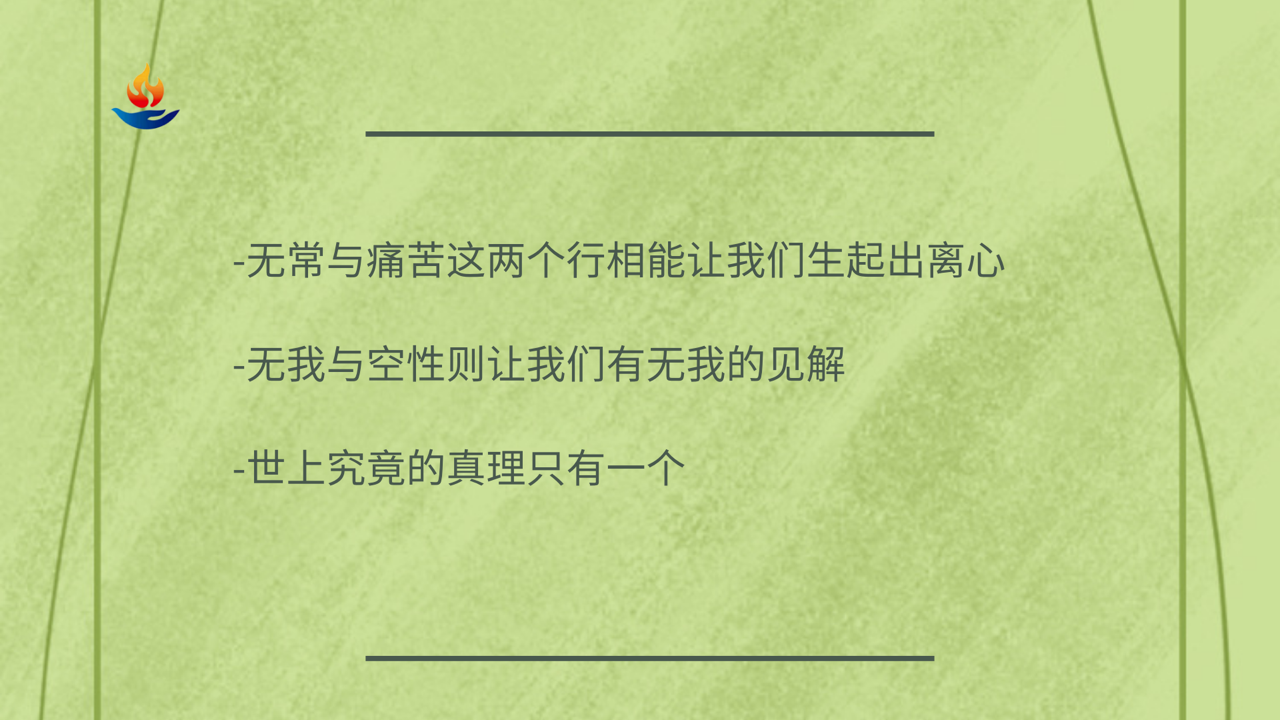 -无常与痛苦这两个行相能让我们生起出离心
-无我与空性则让我们有无我的见解
-世上究竟的真理只有一个